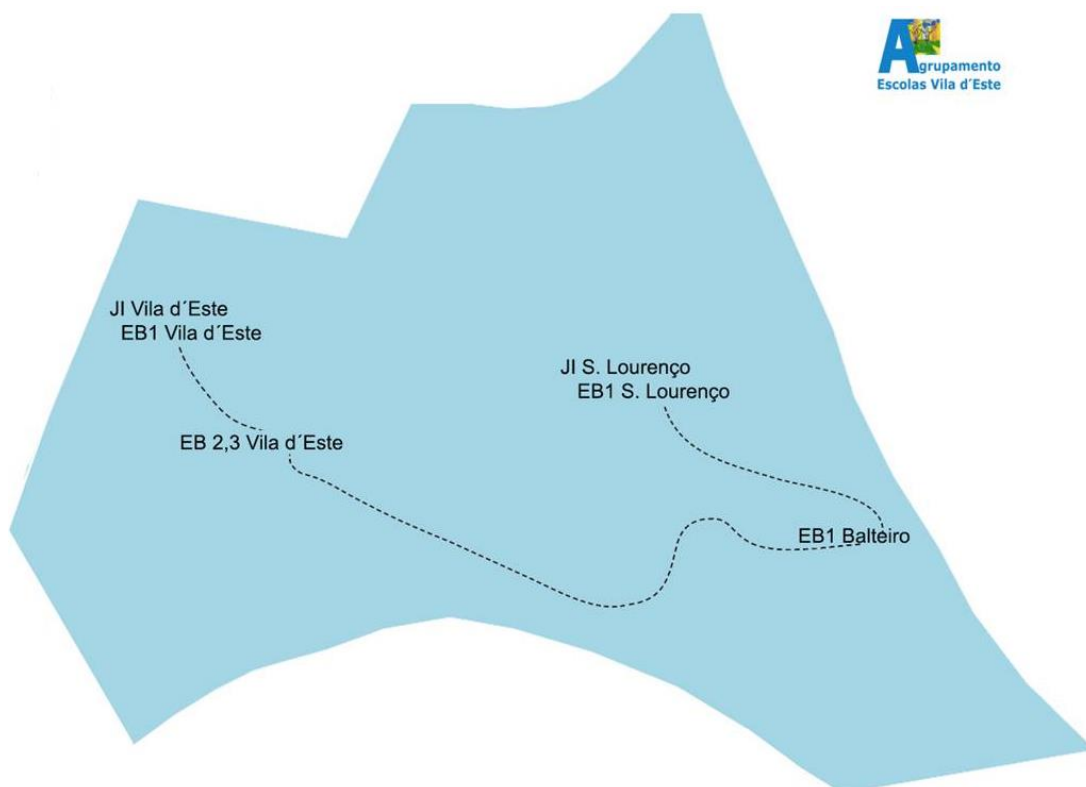 Agrupamento
Escolas Vila d´Este
JI Vila d´Este
EB1 Vila d´Este
JI S. Lourenço
EB1 S. Lourenço
EB 2,3 Vila d´Este
EB1 Balteiro